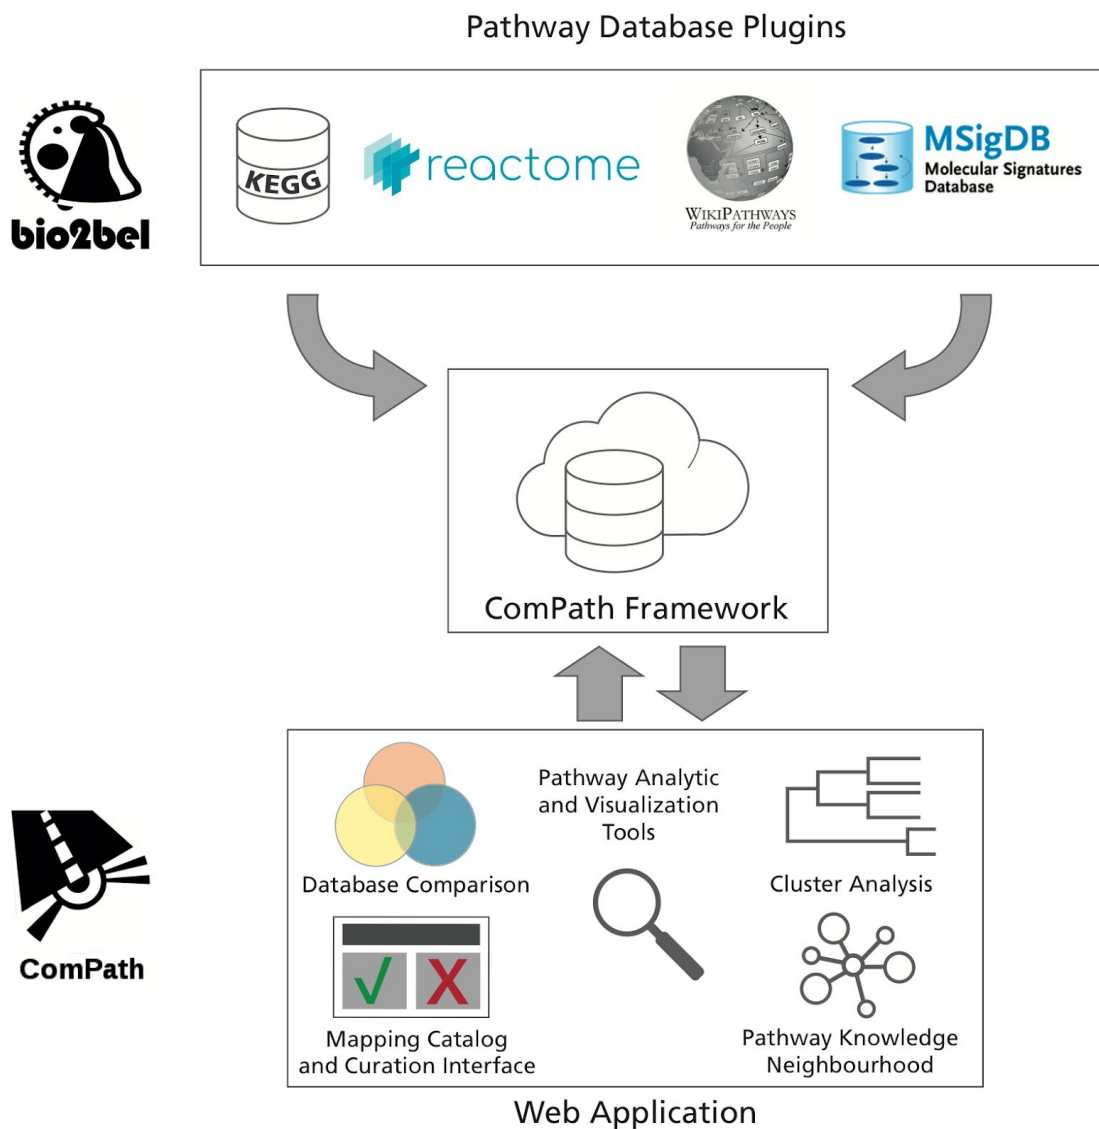 Pathway Database Plugins
bio2bel
KEGG
reactome
WIKIPATHWAYS
Pathways for the People
MSigDB
Molecular Signatures
Database
ComPath Framework
Database Comparison
Pathway Analytic
and Visualization
Tools
Cluster Analysis
ComPath
Mapping Catalog
and Curation Interface
Pathway Knowledge
Neighbourhood
Web Application